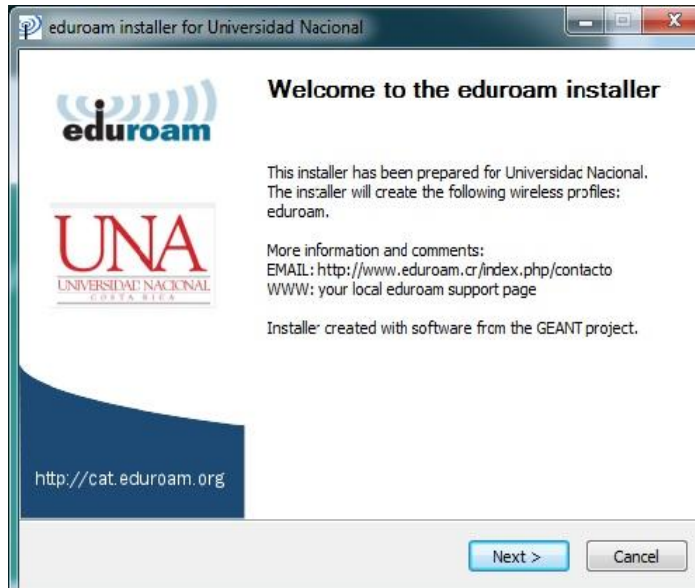 eduroam installer for Universidad Nacional
eduroam
Welcome to the eduroam installer
This installer has been prepared for Universidad Nacional.
The installer will create the following wireless profiles:
eduroam.
More information and comments:
EMAIL: http://www.eduroam.cr/index.php/contacto
WWW: your local eduroam support page
Installer created with software from the GEANT project.
UNA
UNIVERSIDAD NACIONAL
COSTA RICA
http://cat.eduroam.org
Next >
Cancel